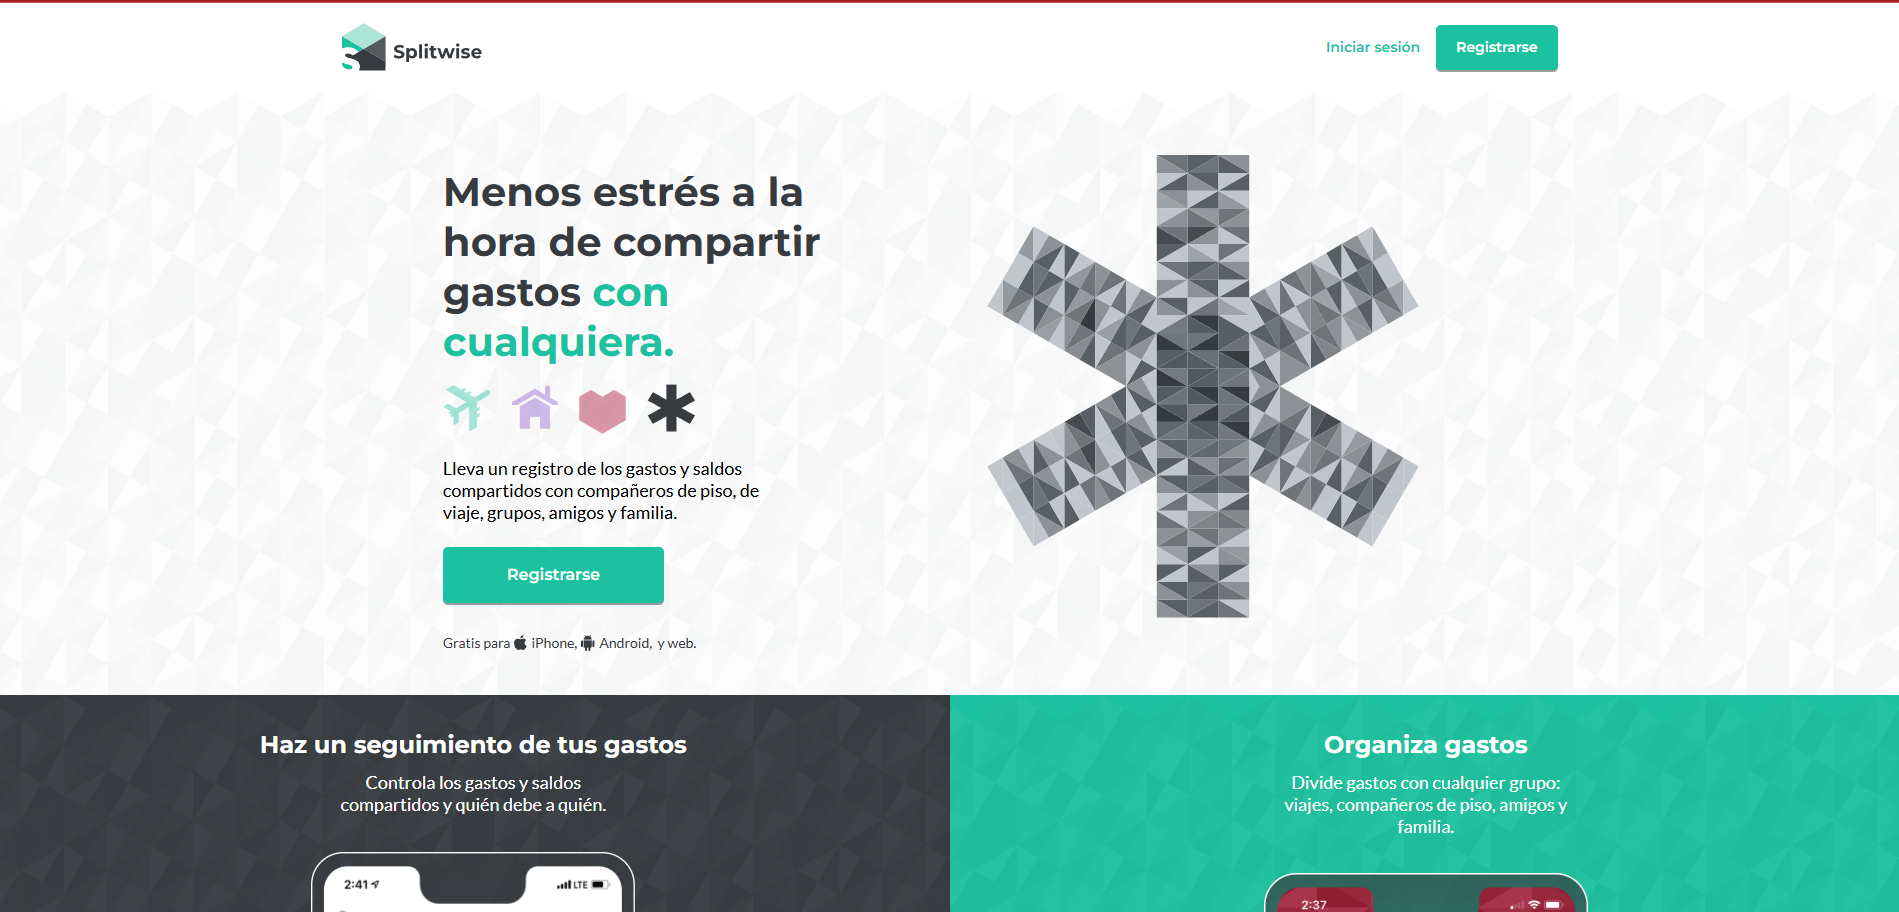 Splitwise
Iniciar sesión
Registrarse
Menos estrés a la
hora de compartir
gastos con
cualquiera.
Lleva un registro de los gastos y saldos
compartidos con compañeros de piso, de
viaje, grupos, amigos y familia.
Registrarse
Gratis para iPhone, Android, y web.
Haz un seguimiento de tus gastos
Controla los gastos y saldos
compartidos y quién debe a quién.
2:41
LTE
Organiza gastos
Divide gastos con cualquier grupo:
viajes, compañeros de piso, amigos y
familia.
2:37